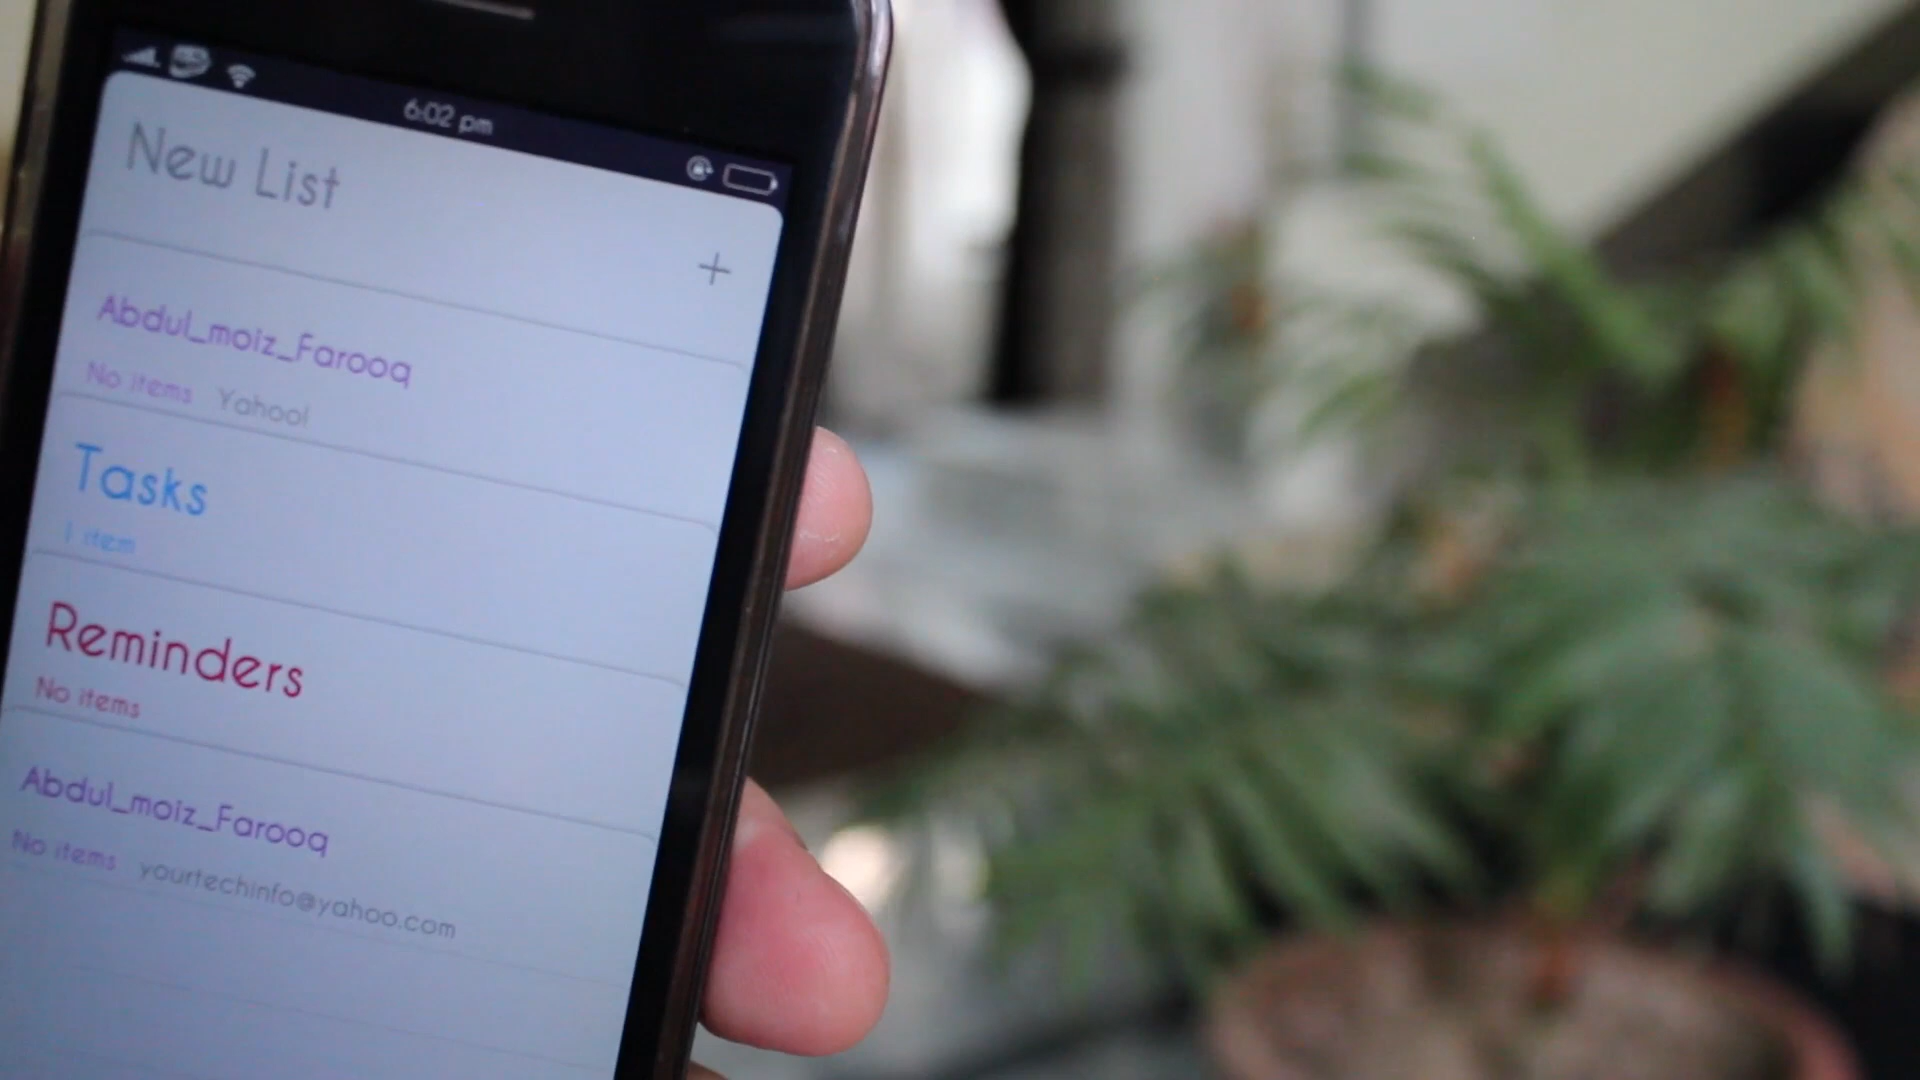 6:02 pm
New List
+
Abdul_moiz_Farooq
No items Yahoo!
Tasks
1 item
Reminders
No items
Abdul_moiz_Farooq
No items yourtechinfo@yahoo.com